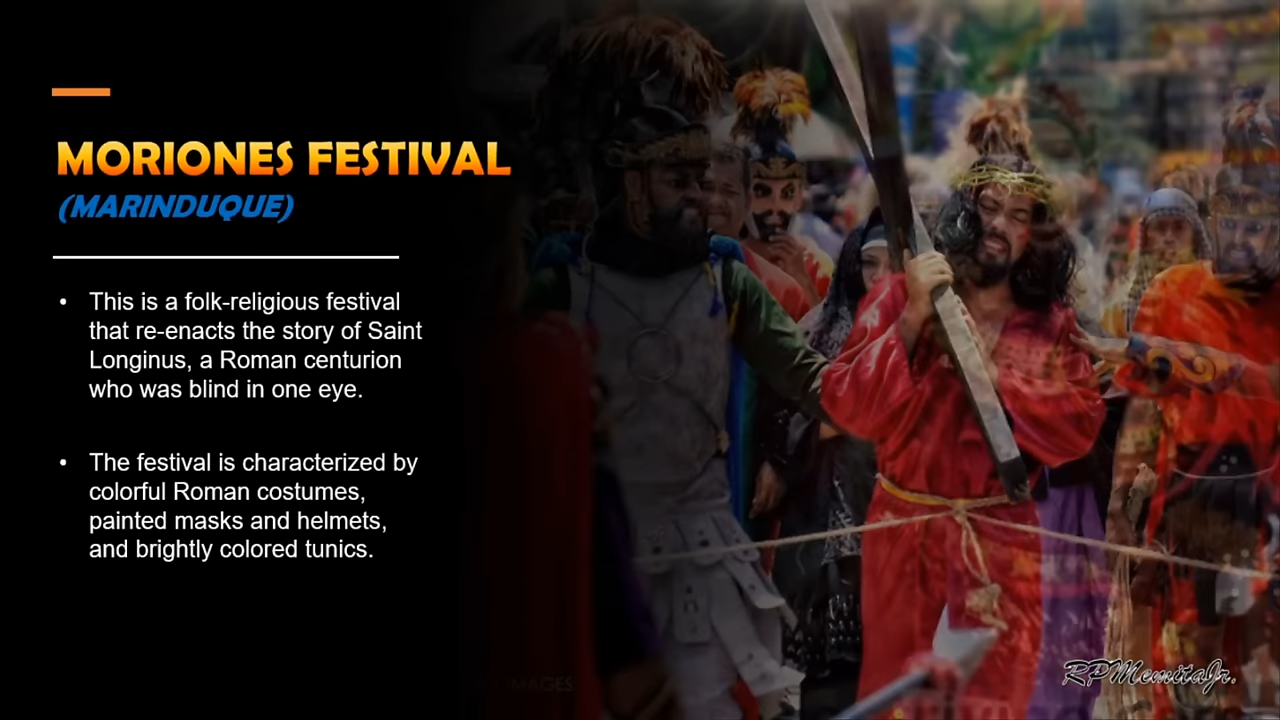 MORIONES FESTIVAL
(MARINDUQUE)
• This is a folk-religious festival
that re-enacts the story of Saint
Longinus, a Roman centurion
who was blind in one eye.
• The festival is characterized by
colorful Roman costumes,
painted masks and helmets,
and brightly colored tunics.
IMAGES
RPMemitaJr.